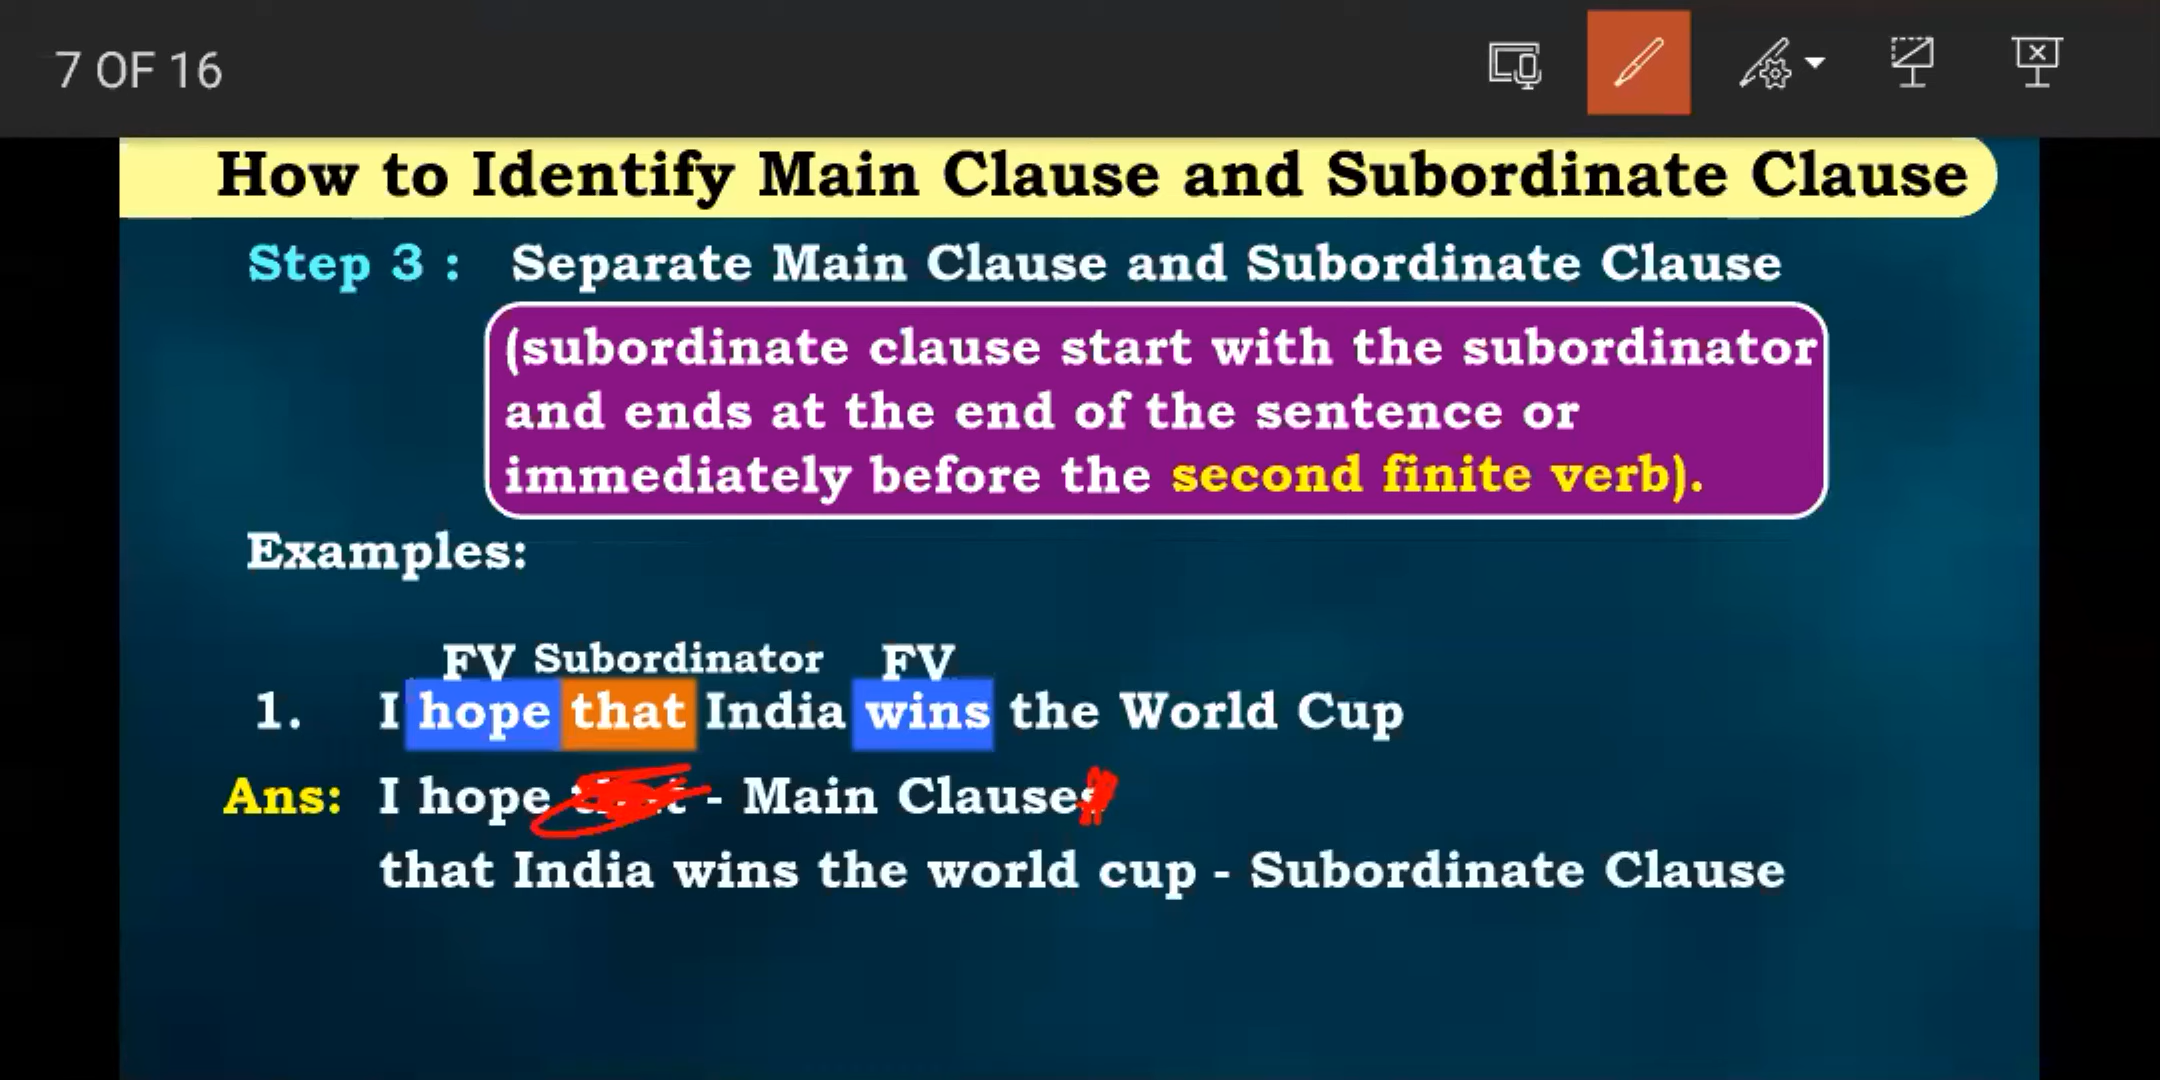 7 OF 16
How to Identify Main Clause and Subordinate Clause
Step 3 : Separate Main Clause and Subordinate Clause
(subordinate clause start with the subordinator
and ends at the end of the sentence or
immediately before the second finite verb).
Examples:
FV Subordinator FV
1. I hope that India wins the World Cup
Ans: I hope - Main Clause
that India wins the world cup - Subordinate Clause